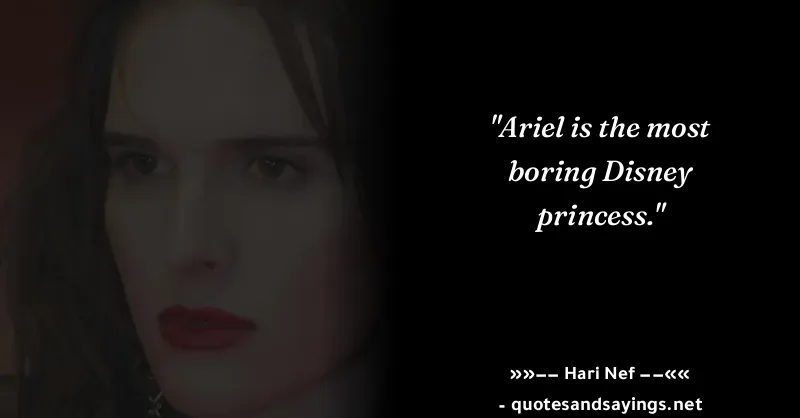 "Ariel is the most
boring Disney
princess."
»»−− Hari Nef −−««
- quotesandsayings.net